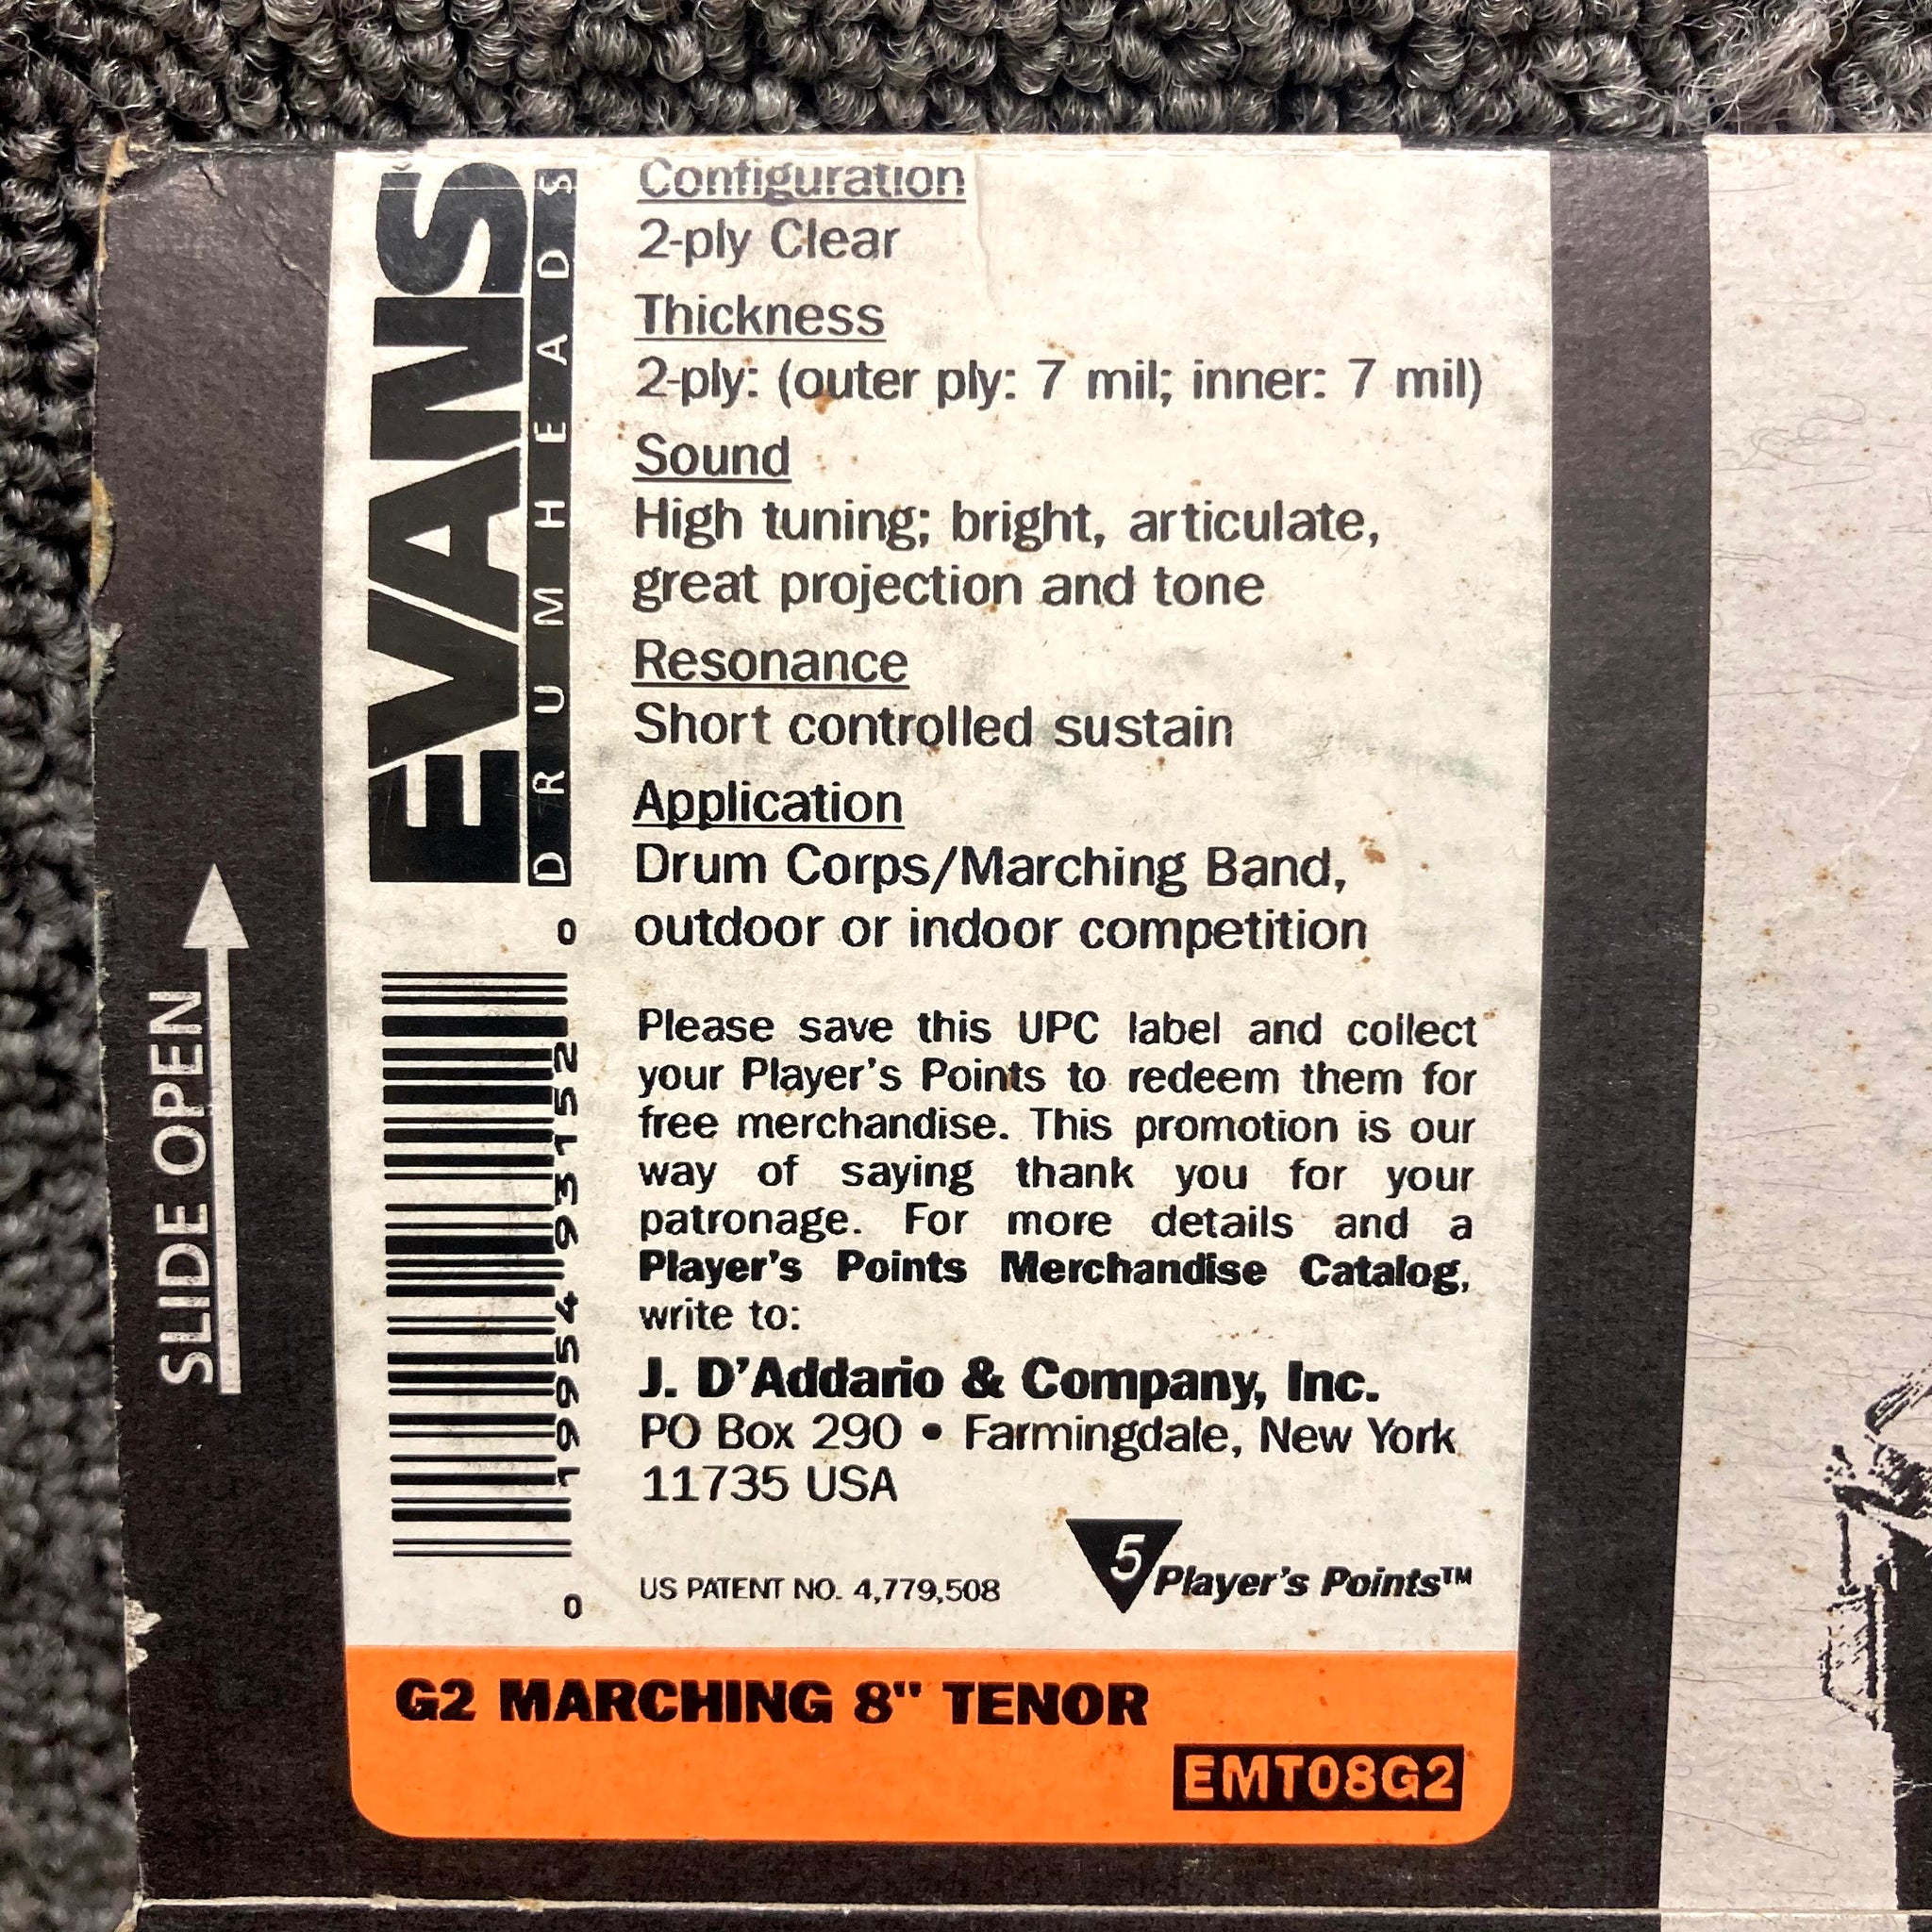 EVANS
DRUMHEADS
SLIDE OPEN
Configuration
2-ply Clear
Thickness
2-ply: (outer ply: 7 mil; inner: 7 mil)
Sound
High tuning; bright, articulate,
great projection and tone
Resonance
Short controlled sustain
Application
Drum Corps/Marching Band,
outdoor or indoor competition
0 19954 93152 0
Please save this UPC label and collect
your Player's Points to redeem them for
free merchandise. This promotion is our
way of saying thank you for your
patronage. For more details and a
Player's Points Merchandise Catalog,
write to:
J. D'Addario & Company, Inc.
PO Box 290 • Farmingdale, New York
11735 USA
US PATENT NO. 4,779,508
5 Player's Points™
G2 MARCHING 8" TENOR
EMT08G2